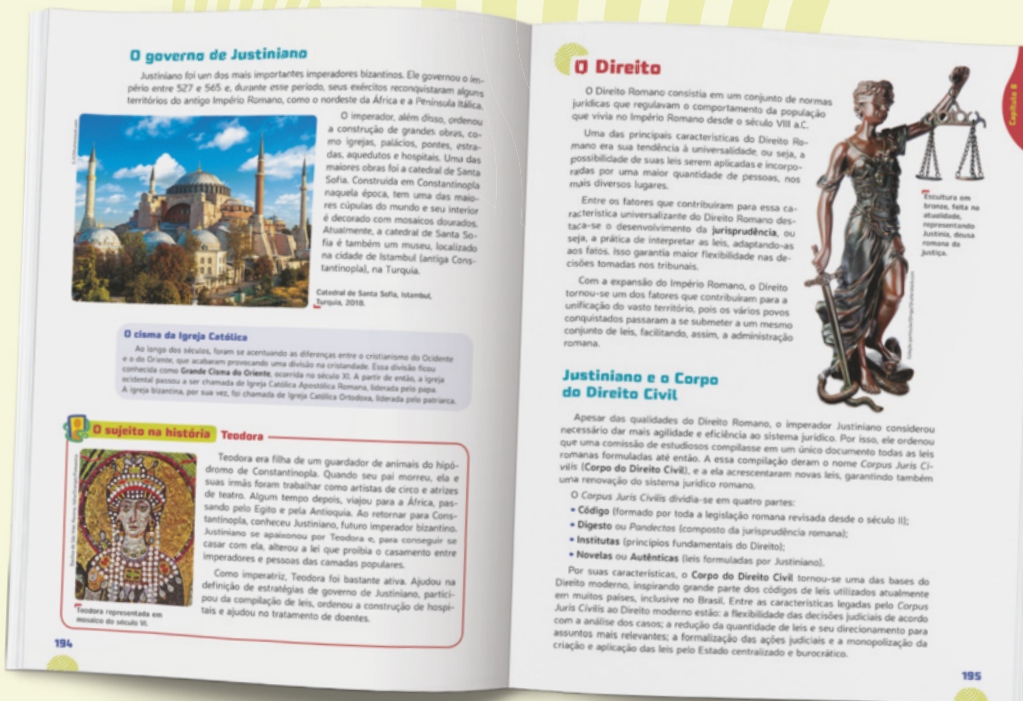 O governo de Justiniano
Justiniano foi um dos mais importantes imperadores bizantinos. Ele governou o im-
pério entre 527 e 565 e, durante esse período, seus exércitos reconquistaram alguns
territórios do antigo Império Romano, como o nordeste da África e a Península Itálica.
O imperador, além disso, ordenou
a construção de grandes obras, co-
mo igrejas, palácios, pontes, estra-
das, aquedutos e hospitais. Uma das
maiores obras foi a catedral de Santa
Sofia. Construída em Constantinopla
naquela época, tem uma das maio-
res cúpulas do mundo e seu interior
é decorado com mosaicos dourados.
Atualmente, a catedral de Santa So-
fia é também um museu, localizado
na cidade de Istambul (antiga Cons-
tantinopla), na Turquia.
Catedral de Santa Sofia, Istambul,
Turquia, 2018.
O cisma da Igreja Católica
Ao longo dos séculos, foram se acentuando as diferenças entre o cristianismo do Ocidente
e o do Oriente, que acabaram provocando uma divisão na cristandade. Essa divisão ficou
conhecida como Grande Cisma do Oriente, ocorrida no século XI. A partir de então, a igreja
ocidental passou a ser chamada de Igreja Católica Apostólica Romana, liderada pelo papa.
A igreja bizantina, por sua vez, foi chamada de Igreja Católica Ortodoxa, liderada pelo patriarca.
O sujeito na história Teodora
Teodora era filha de um guardador de animais do hipó-
dromo de Constantinopla. Quando seu pai morreu, ela e
suas irmãs foram trabalhar como artistas de circo e atrizes
de teatro. Algum tempo depois, viajou para a África, pas-
sando pelo Egito e pela Antioquia. Ao retornar para Cons-
tantinopla, conheceu Justiniano, futuro imperador bizantino.
Justiniano se apaixonou por Teodora e, para conseguir se
casar com ela, alterou a lei que proibia o casamento entre
imperadores e pessoas das camadas populares.
Como imperatriz, Teodora foi bastante ativa. Ajudou na
definição de estratégias de governo de Justiniano, partici-
pou da compilação de leis, ordenou a construção de hospi-
tais e ajudou no tratamento de doentes.
Teodora representada em
mosaico do século VI.
194
O Direito
O Direito Romano consistia em um conjunto de normas
jurídicas que regulavam o comportamento da população
que vivia no Império Romano desde o século VIII a.C.
Uma das principais características do Direito Ro-
mano era sua tendência à universalidade, ou seja, a
possibilidade de suas leis serem aplicadas e incorpo-
radas por uma maior quantidade de pessoas, nos
mais diversos lugares.
Entre os fatores que contribuíram para essa ca-
racterística universalizante do Direito Romano des-
taca-se o desenvolvimento da jurisprudência, ou
seja, a prática de interpretar as leis, adaptando-as
aos fatos. Isso garantia maior flexibilidade nas de-
cisões tomadas nos tribunais.
Com a expansão do Império Romano, o Direito
tornou-se um dos fatores que contribuíram para a
unificação do vasto território, pois os vários povos
conquistados passaram a se submeter a um mesmo
conjunto de leis, facilitando, assim, a administração
romana.
Capítulo 8
Escultura em
bronze, feita na
atualidade,
representando
Justitia, deusa
romana da
justiça.
Justiniano e o Corpo
do Direito Civil
Apesar das qualidades do Direito Romano, o imperador Justiniano considerou
necessário dar mais agilidade e eficiência ao sistema jurídico. Por isso, ele ordenou
que uma comissão de estudiosos compilasse em um único documento todas as leis
romanas formuladas até então. A essa compilação deram o nome Corpus Juris Ci-
vilis (Corpo do Direito Civil), e a ela acrescentaram novas leis, garantindo também
uma renovação do sistema jurídico romano.
O Corpus Juris Civilis dividia-se em quatro partes:
• Código (formado por toda a legislação romana revisada desde o século II);
• Digesto ou Pandectas (composto da jurisprudência romana);
• Institutas (princípios fundamentais do Direito);
• Novelas ou Autênticas (leis formuladas por Justiniano).
Por suas características, o Corpo do Direito Civil tornou-se uma das bases do
Direito moderno, inspirando grande parte dos códigos de leis utilizados atualmente
em muitos países, inclusive no Brasil. Entre as características legadas pelo Corpus
Juris Civilis ao Direito moderno estão: a flexibilidade das decisões judiciais de acordo
com a análise dos casos; a redução da quantidade de leis e seu direcionamento para
assuntos mais relevantes; a formalização das ações judiciais e a monopolização da
criação e aplicação das leis pelo Estado centralizado e burocrático.
195